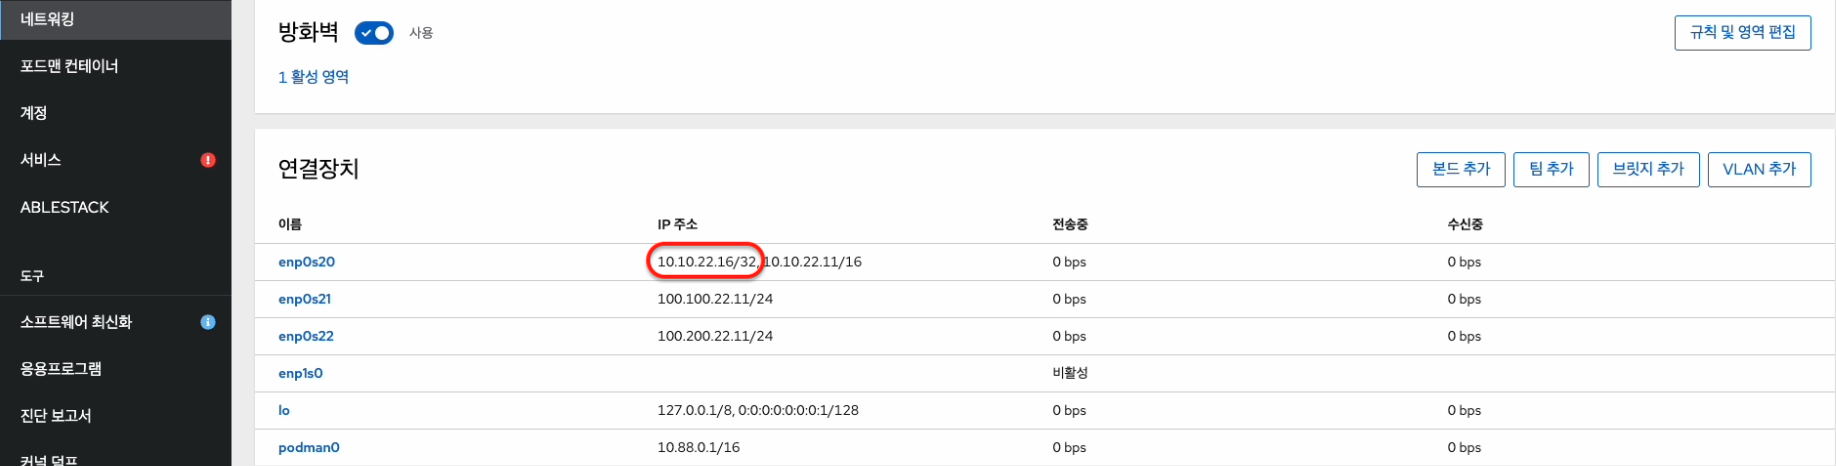 네트워킹
포드맨 컨테이너
계정
서비스
ABLESTACK
도구
소프트웨어 최신화
응용프로그램
진단 보고서
커널 덤프
방화벽 사용 규칙 및 영역 편집
1 활성 영역
연결장치 본드 추가 팀 추가 브릿지 추가 VLAN 추가
이름 IP 주소 전송중 수신중
enp0s20 10.10.22.16/32, 10.10.22.11/16 0 bps 0 bps
enp0s21 100.100.22.11/24 0 bps 0 bps
enp0s22 100.200.22.11/24 0 bps 0 bps
enp1s0 비활성
lo 127.0.0.1/8, 0:0:0:0:0:0:0:1/128 0 bps 0 bps
podman0 10.88.0.1/16 0 bps 0 bps